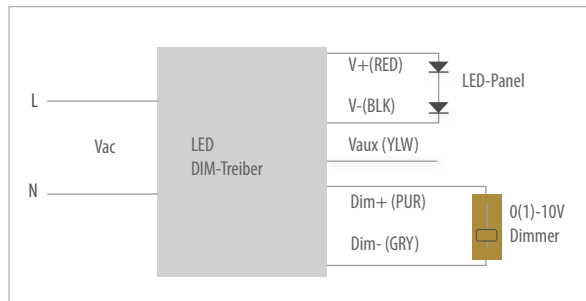 L
Vac
N
LED
DIM-Treiber
V+(RED)
V-(BLK)
Vaux (YLW)
Dim+ (PUR)
Dim- (GRY)
LED-Panel
0(1)-10V
Dimmer